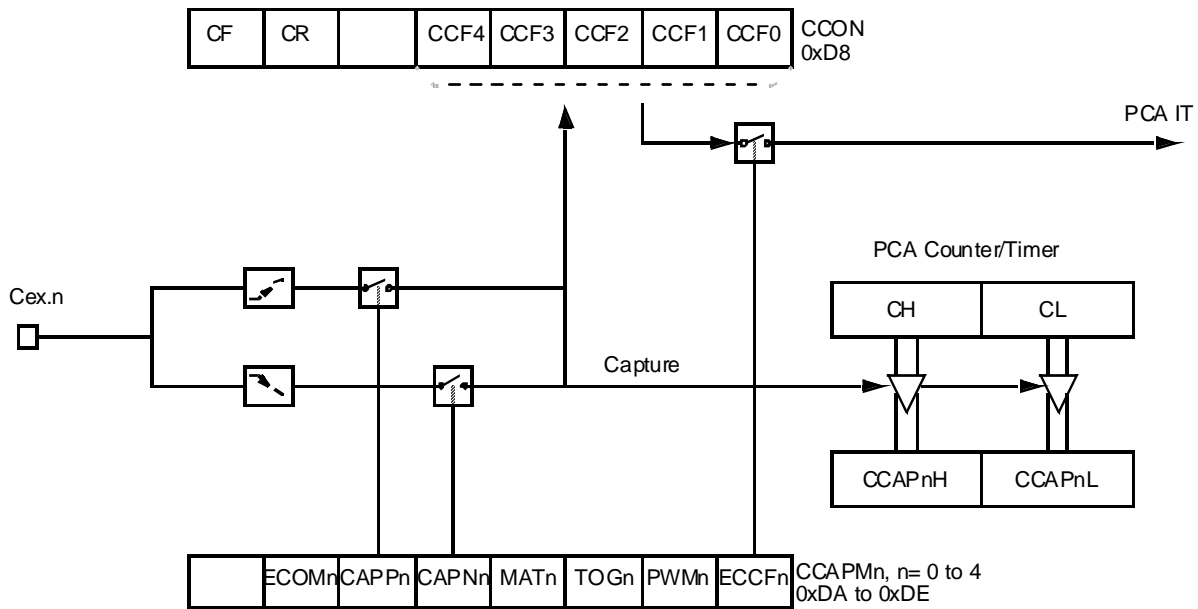 CF CR CCF4 CCF3 CCF2 CCF1 CCF0 CCON
0xD8
PCA IT
PCA Counter/Timer
Cex.n
CH CL
Capture
CCAPnH CCAPnL
ECOMn CAPPn CAPNn MATn TOGn PWMn ECCFn CCAPMn, n= 0 to 4
0xDA to 0xDE